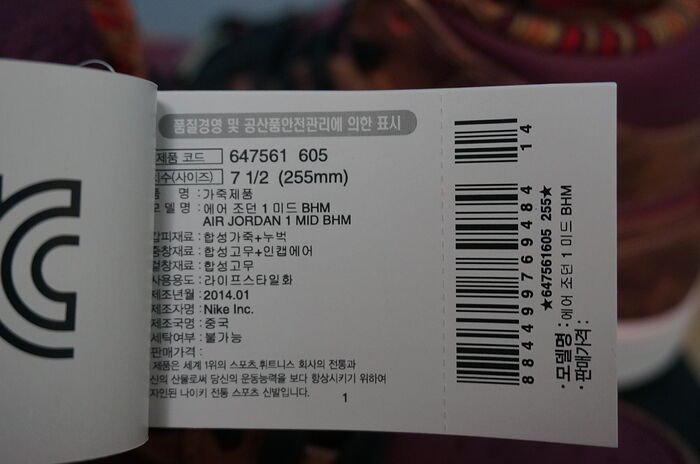 품질경영 및 공산품안전관리에 의한 표시
제품 코드 647561 605
치수(사이즈) 7 1/2 (255mm)
품 명 : 가죽제품
모 델 명 : 에어 조던 1 미드 BHM
AIR JORDAN 1 MID BHM
갑피재료 : 합성가죽+누벅
중창재료 : 합성고무+인캡에어
겉창재료 : 합성고무
사용용도 : 라이프스타일화
제조년월 : 2014.01
제조자명 : Nike Inc.
제조국명 : 중국
세탁여부 : 불가능
판매가격 :
제품은 세계 1위의 스포츠,휘트니스 회사의 전통과
신의 산물로써 당신의 운동능력을 보다 향상시키기 위하여
자인된 나이키 전통 스포츠 신발입니다.
1
14
884499769484
★647561605 255★
· 모델명 : 에어 조던 1 미드 BHM
· 판매가격 :